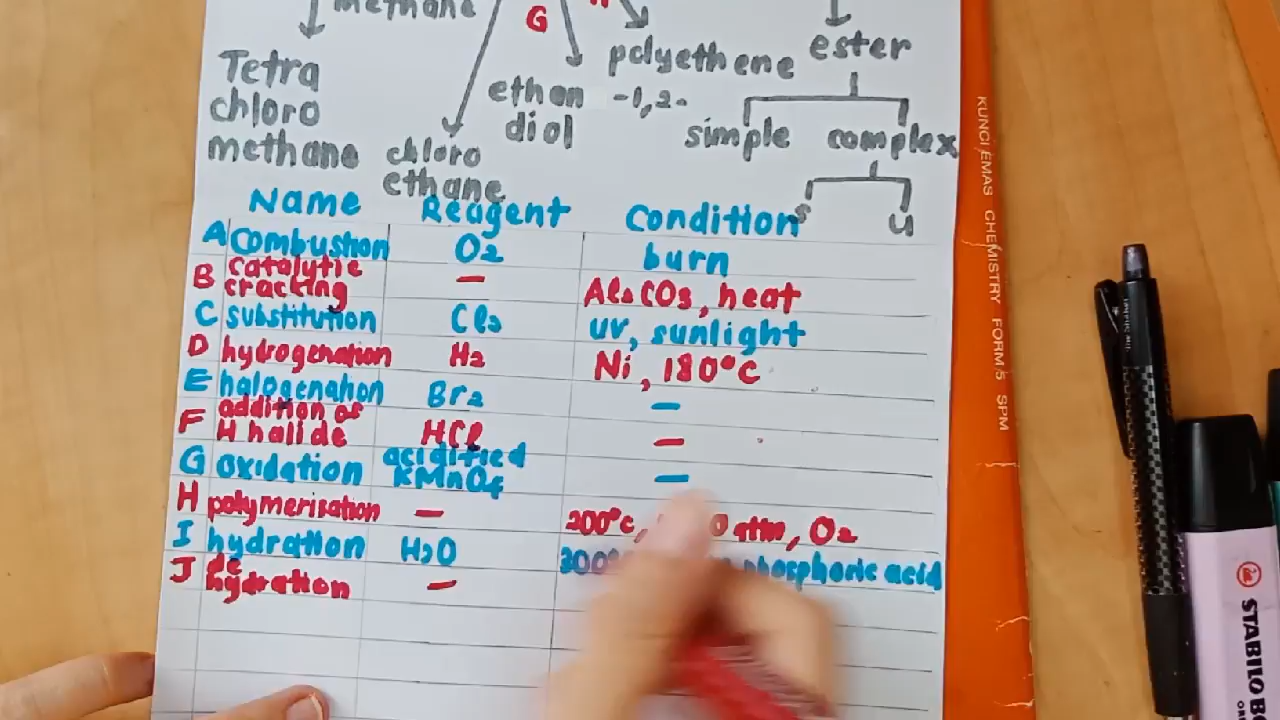 methane
G
H
Tetra
chloro
methane
chloro
ethane
ethan
diol
polyethene
-1,2-
ester
simple complex
s u
Name Reagent Condition
A Combustion O2 burn
B catalytic cracking - Al2CO3, heat
C substitution Cl2 uv, sunlight
D hydrogenation H2 Ni, 180°C
E halogenation Br2 -
F addition of H halide HCl -
G oxidation acidified KMnO4 -
H polymerisation - 200°C, atm, O2
I hydration H2O phosphoric acid
J de hydration -
KUNCI EMAS CHEMISTRY FORM 5 SPM
STABILO